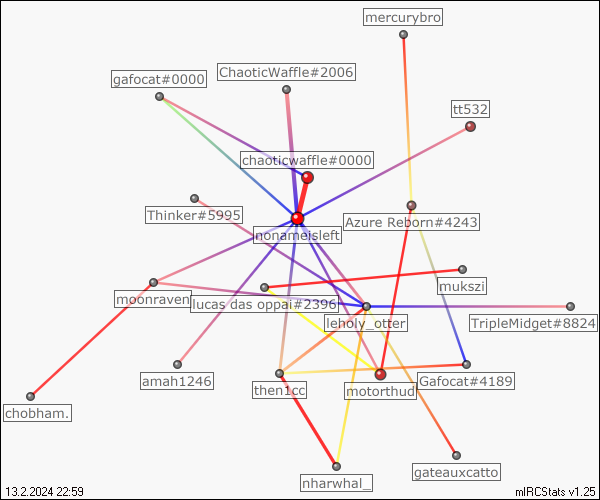 mercurybro
ChaoticWaffle#2006
gafocat#0000
tt532
chaoticwaffle#0000
Thinker#5995
Azure Reborn#4243
nonameisleft
mukszi
moonraven
lucas das oppai#2396
leholy_otter
TripleMidget#8824
amah1246
Gafocat#4189
then1cc
motorthud
chobham.
gateauxcatto
nharwhal_
13.2.2024 22:59
mIRCStats v1.25